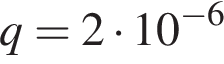 q = 2 · 10⁻⁶